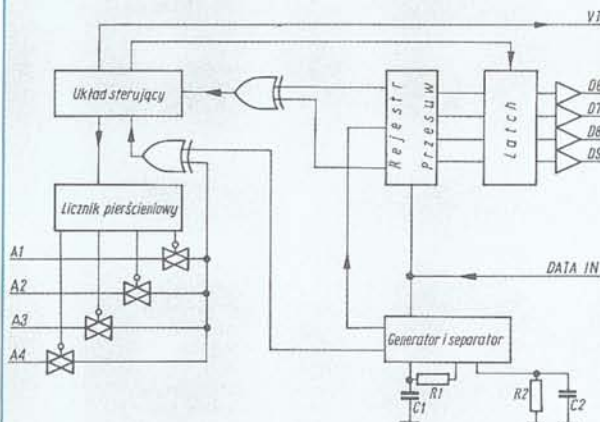 VT
Układ sterujący
Rejestr
Przesuw
Latch
D6
D7
D8
D9
Licznik pierścieniowy
A1
A2
A3
A4
DATA IN
Generator i separator
R1
C1
R2
C2